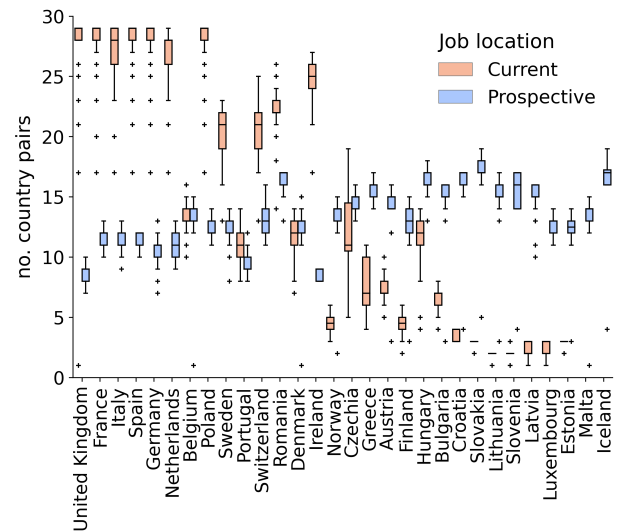 30
25
20
15
10
5
0
no. country pairs
Job location
Current
Prospective
United Kingdom
France
Italy
Spain
Germany
Netherlands
Belgium
Poland
Sweden
Portugal
Switzerland
Romania
Denmark
Ireland
Norway
Czechia
Greece
Austria
Finland
Hungary
Bulgaria
Croatia
Slovakia
Lithuania
Slovenia
Latvia
Luxembourg
Estonia
Malta
Iceland